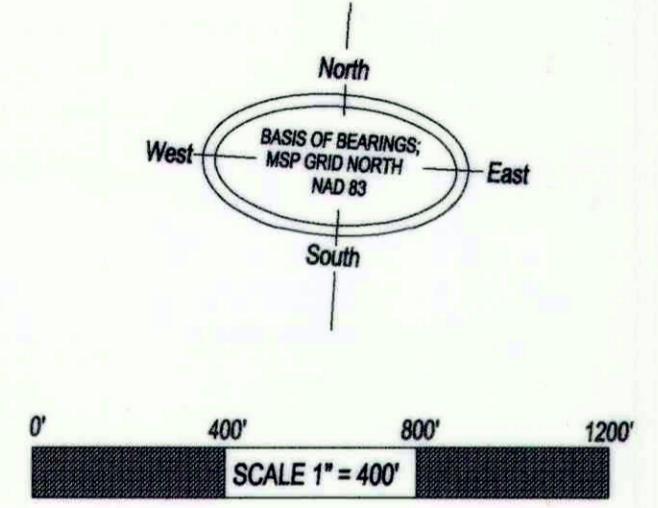 North
West
BASIS OF BEARINGS;
MSP GRID NORTH
NAD 83
East
South
0' 400' 800' 1200'
SCALE 1" = 400'